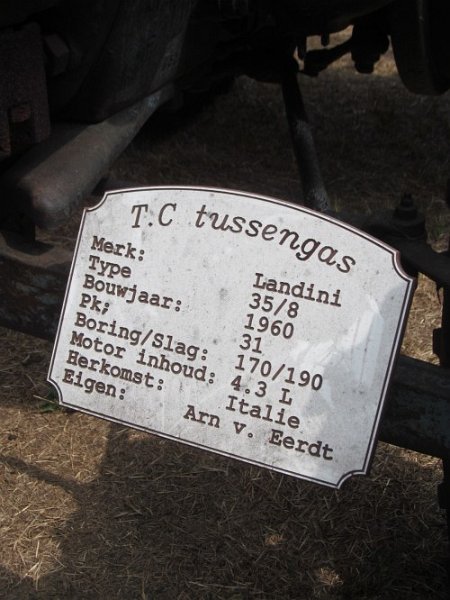 T.C tussengas
Merk: Landini
Type 35/8
Bouwjaar: 1960
Pk; 31
Boring/Slag: 170/190
Motor inhoud: 4.3 L
Herkomst: Italie
Eigen: Arn v. Eerdt